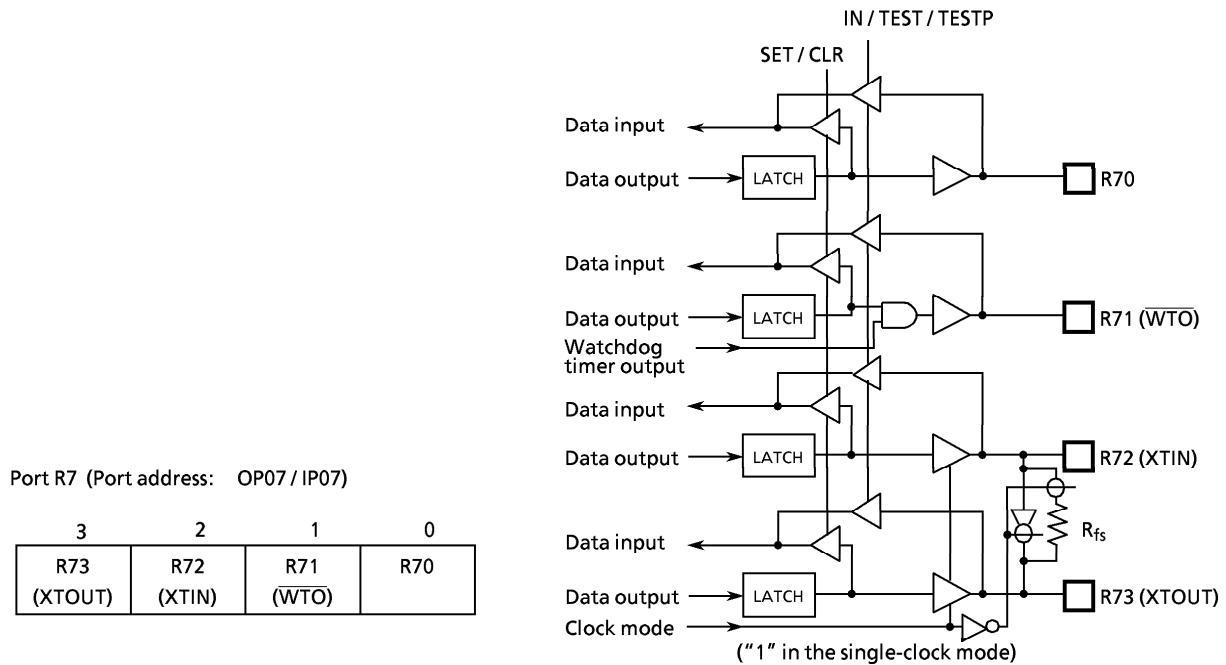 IN / TEST / TESTP
SET / CLR
Data input
Data output
LATCH
R70
Data input
Data output
LATCH
R71 (W̅T̅O̅)
Watchdog
timer output
Data input
Data output
LATCH
R72 (XTIN)
Rfs
Data input
Data output
LATCH
R73 (XTOUT)
Clock mode
("1" in the single-clock mode)
Port R7 (Port address: OP07 / IP07)
3 2 1 0
R73 R72 R71 R70
(XTOUT) (XTIN) (W̅T̅O̅)